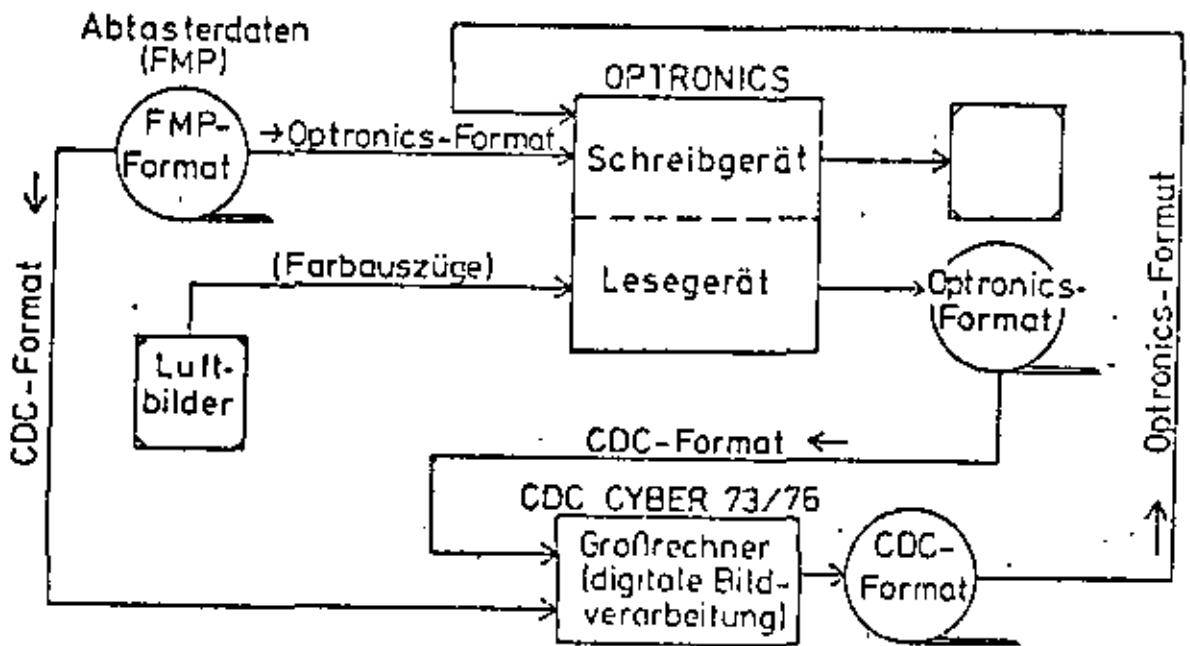 Abtasterdaten
(FMP)
OPTRONICS
FMP-
Format
→Optronics-Format
Schreibgerät
(Farbauszüge)
Lesegerät
Optronics-
Format
Luft-
bilder
CDC-Format
Optronics-Format
CDC-Format ←
CDC CYBER 73/76
Großrechner
(digitale Bild-
verarbeitung)
CDC-
Format